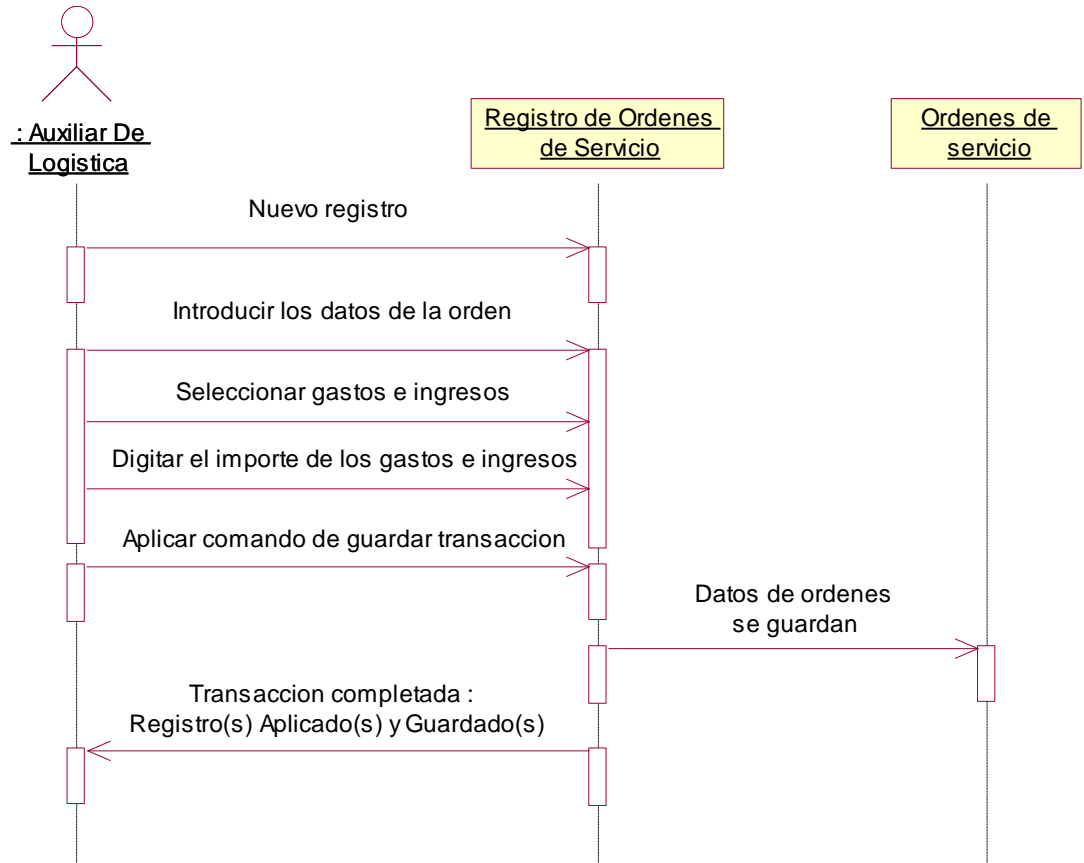 : Auxiliar De
Logistica
Registro de Ordenes
de Servicio
Ordenes de
servicio
Nuevo registro
Introducir los datos de la orden
Seleccionar gastos e ingresos
Digitar el importe de los gastos e ingresos
Aplicar comando de guardar transaccion
Datos de ordenes
se guardan
Transaccion completada :
Registro(s) Aplicado(s) y Guardado(s)